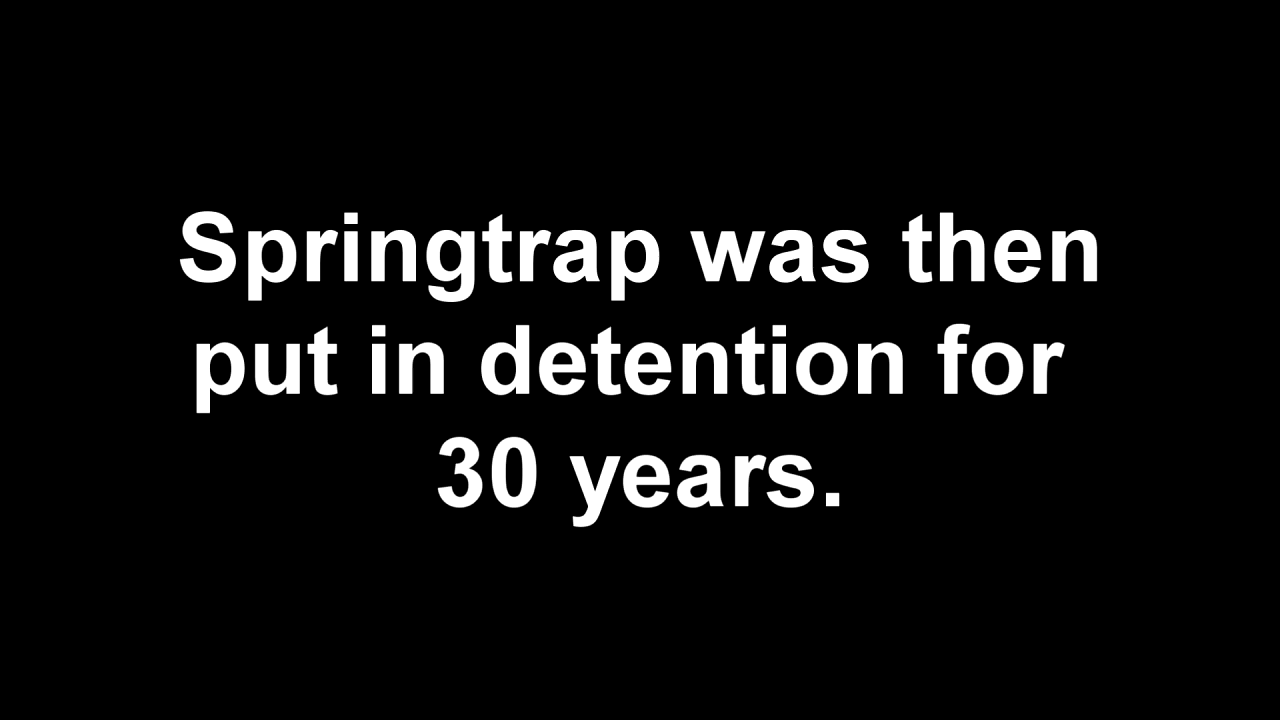 Springtrap was then
put in detention for
30 years.